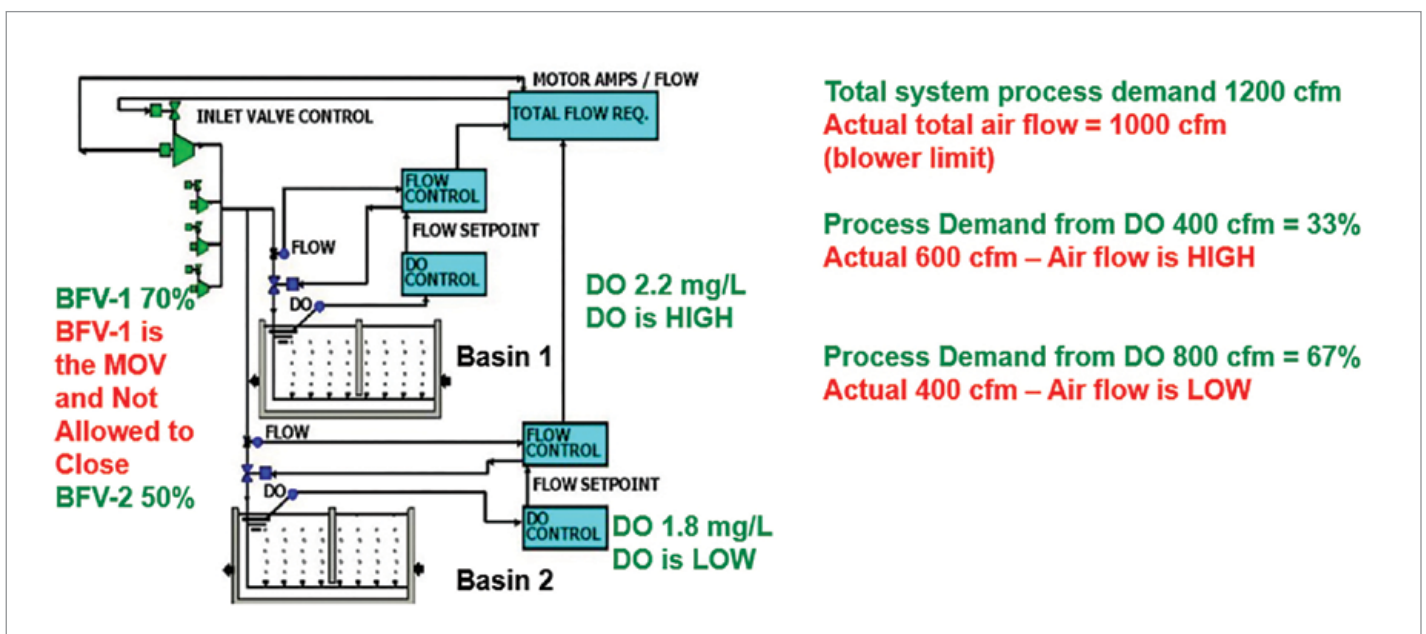 MOTOR AMPS / FLOW
INLET VALVE CONTROL
TOTAL FLOW REQ.
FLOW
CONTROL
FLOW SETPOINT
FLOW
DO
CONTROL
DO
BFV-1 70%
BFV-1 is
the MOV
and Not
Allowed to
Close
BFV-2 50%
Basin 1
DO 2.2 mg/L
DO is HIGH
FLOW
FLOW
CONTROL
FLOW SETPOINT
DO
DO
CONTROL
DO 1.8 mg/L
DO is LOW
Basin 2
Total system process demand 1200 cfm
Actual total air flow = 1000 cfm
(blower limit)
Process Demand from DO 400 cfm = 33%
Actual 600 cfm – Air flow is HIGH
Process Demand from DO 800 cfm = 67%
Actual 400 cfm – Air flow is LOW